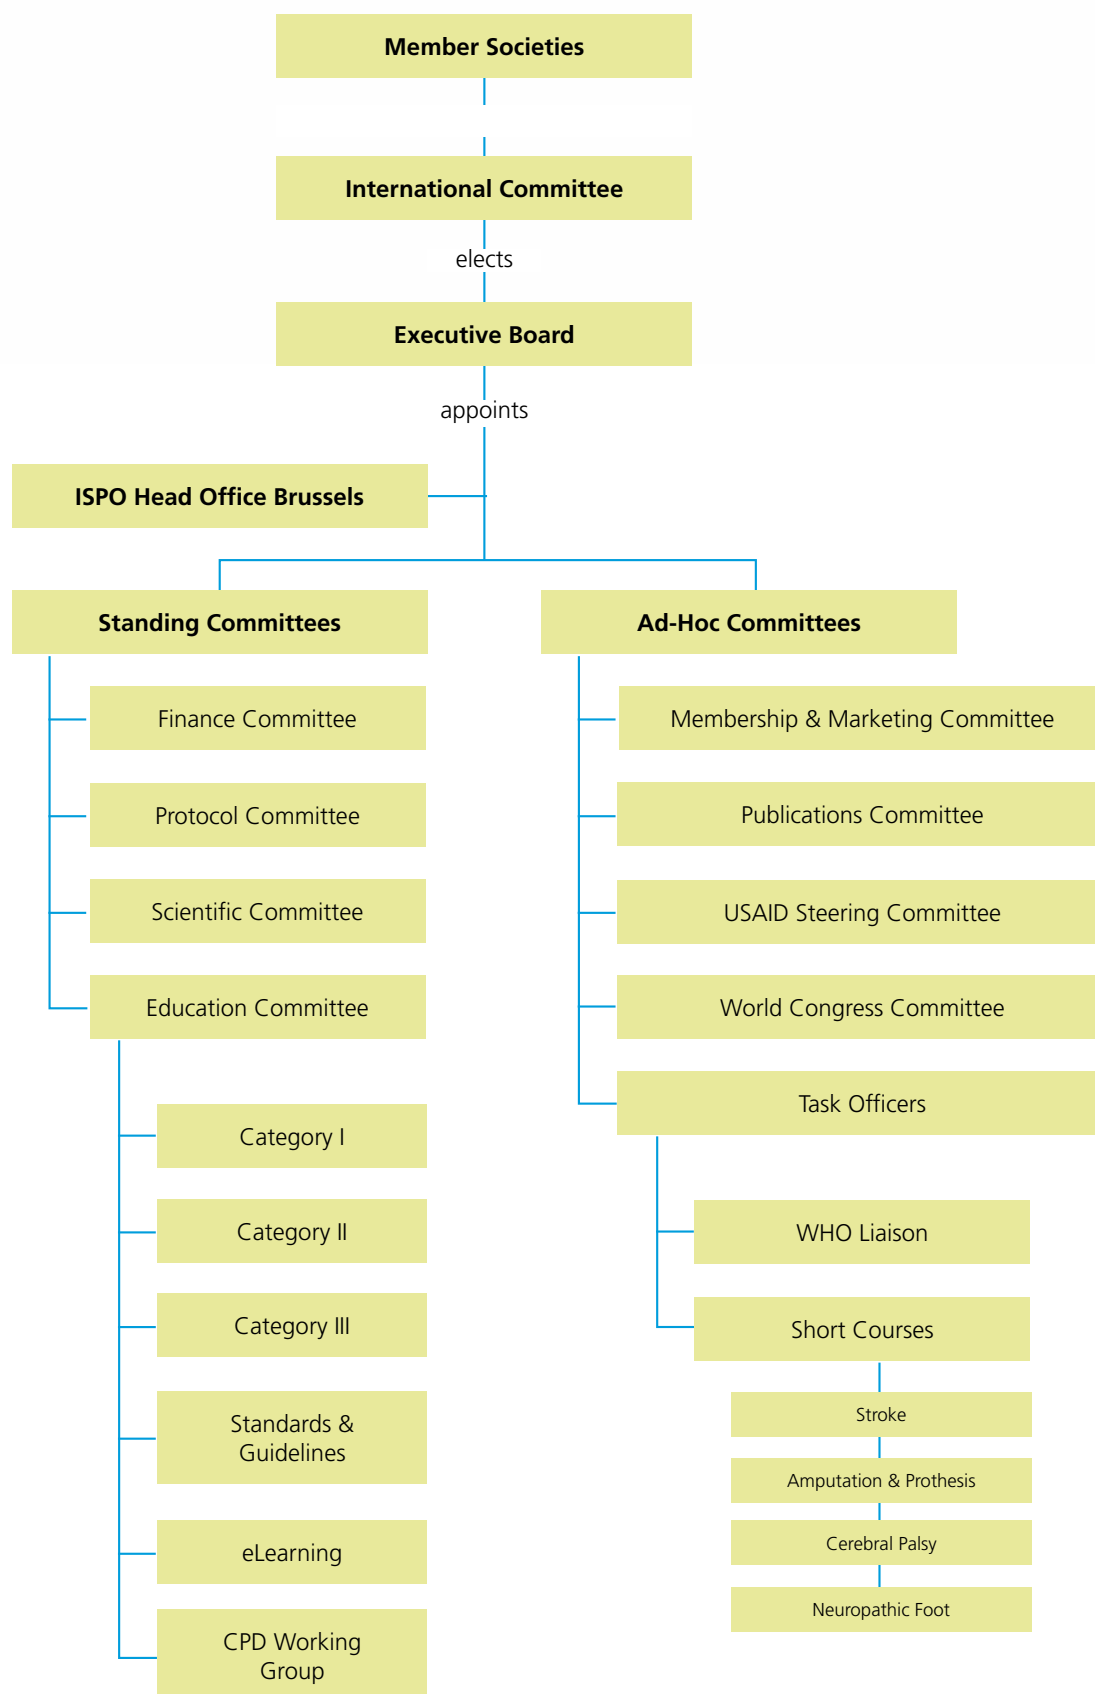 Member Societies
International Committee
elects
Executive Board
appoints
ISPO Head Office Brussels
Standing Committees
Finance Committee
Protocol Committee
Scientific Committee
Education Committee
Category I
Category II
Category III
Standards &
Guidelines
eLearning
CPD Working
Group
Ad-Hoc Committees
Membership & Marketing Committee
Publications Committee
USAID Steering Committee
World Congress Committee
Task Officers
WHO Liaison
Short Courses
Stroke
Amputation & Prothesis
Cerebral Palsy
Neuropathic Foot